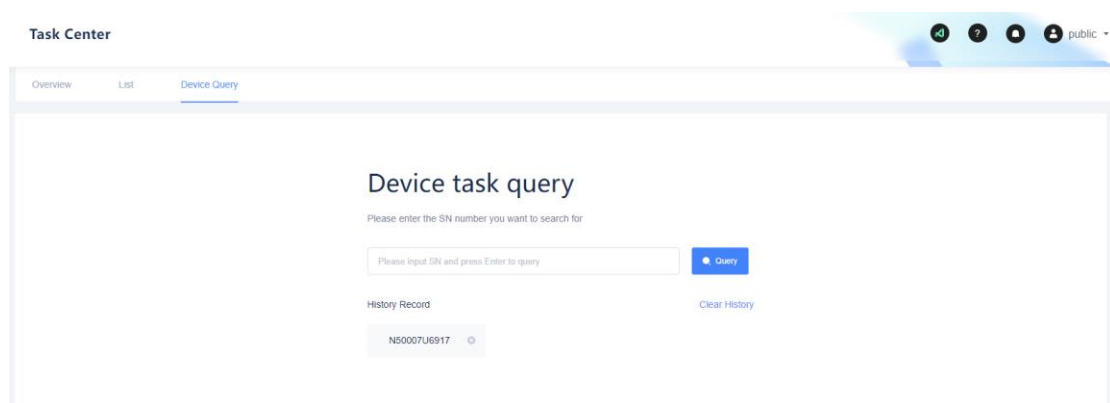 Task Center
public
Overview List Device Query
Device task query
Please enter the SN number you want to search for
Please input SN and press Enter to query
Query
History Record
Clear History
N50007U6917